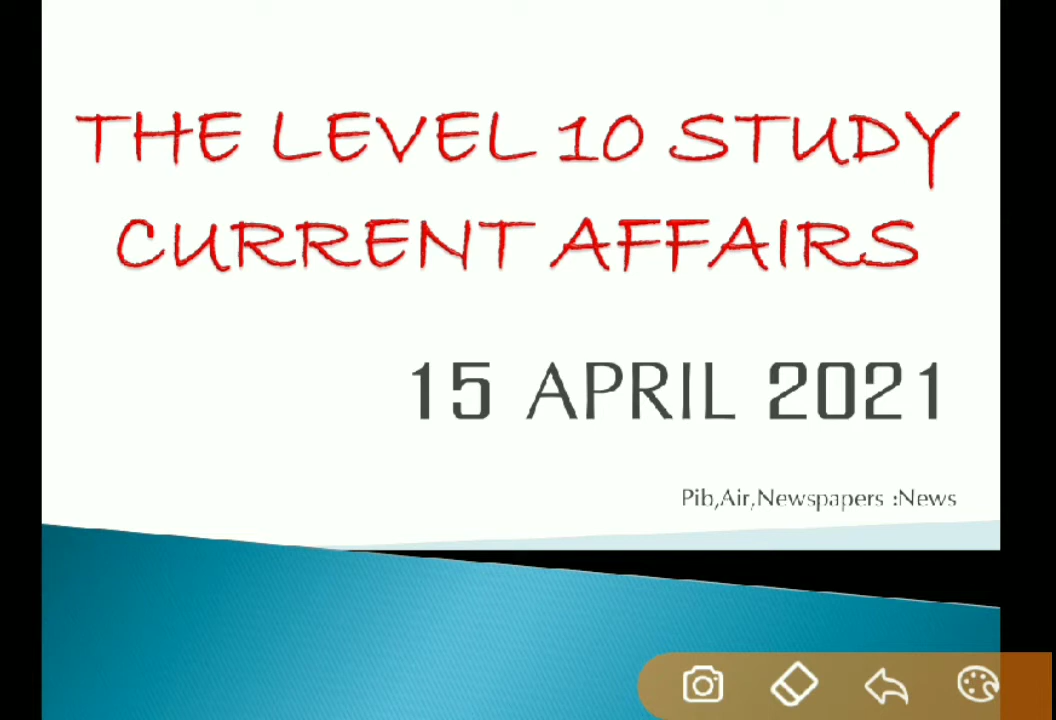 THE LEVEL 10 STUDY
CURRENT AFFAIRS
15 APRIL 2021
Pib,Air,Newspapers :News